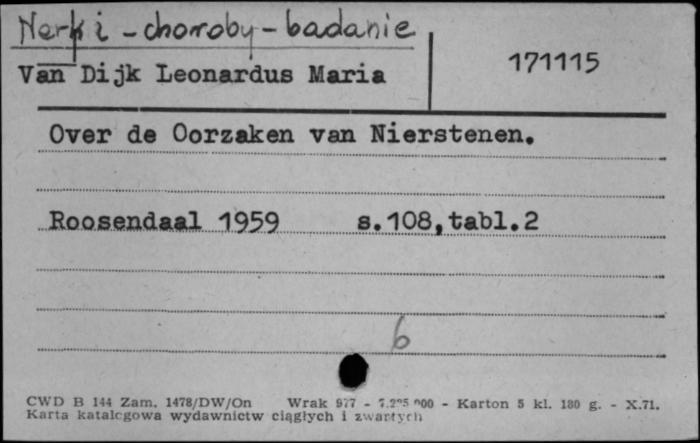 Nerki - choroby - badanie
Van Dijk Leonardus Maria
171115
Over de Oorzaken van Nierstenen.
Roosendaal 1959 s.108, tabl.2
6
CWD B 144 Zam. 1478/DW/On Wrak 977 - - Karton 5 kl. 180 g. - X.71.
Karta katalogowa wydawnictw ciągłych i zwartych